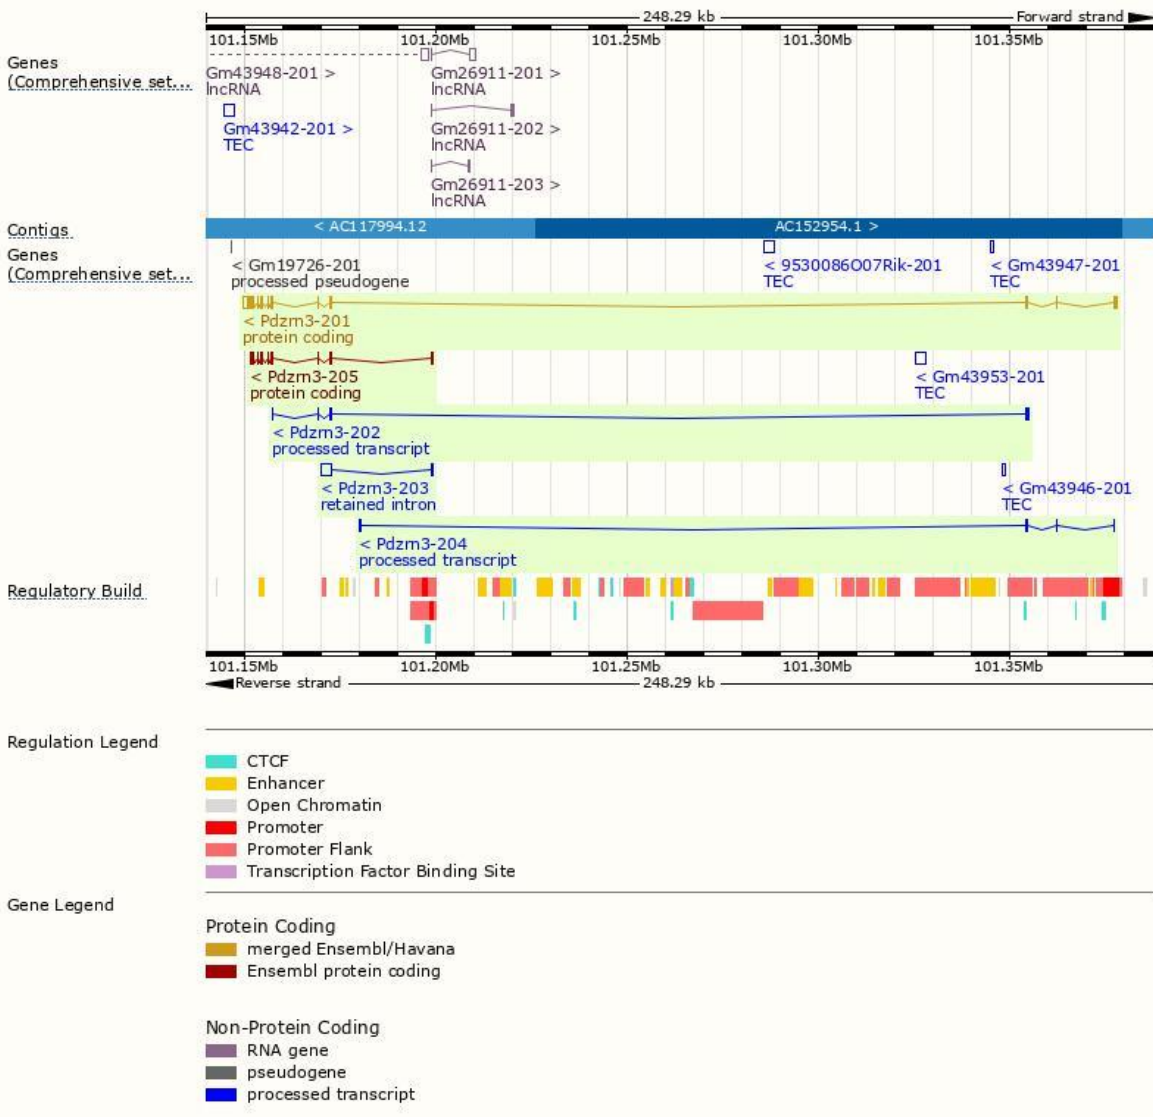 248.29 kb
Forward strand
101.15Mb 101.20Mb 101.25Mb 101.30Mb 101.35Mb
Genes
(Comprehensive set...
Gm43948-201 > Gm26911-201 >
lncRNA lncRNA
Gm43942-201 > Gm26911-202 >
TEC lncRNA
Gm26911-203 >
lncRNA
Contigs
< AC117994.12 AC152954.1 >
Genes
(Comprehensive set...
< Gm19726-201 < 9530086O07Rik-201 < Gm43947-201
processed pseudogene TEC TEC
< Pdzrn3-201
protein coding
< Pdzrn3-205 < Gm43953-201
protein coding TEC
< Pdzrn3-202
processed transcript
< Pdzrn3-203 < Gm43946-201
retained intron TEC
< Pdzrn3-204
processed transcript
Regulatory Build
101.15Mb 101.20Mb 101.25Mb 101.30Mb 101.35Mb
Reverse strand 248.29 kb
Regulation Legend
CTCF
Enhancer
Open Chromatin
Promoter
Promoter Flank
Transcription Factor Binding Site
Gene Legend
Protein Coding
merged Ensembl/Havana
Ensembl protein coding
Non-Protein Coding
RNA gene
pseudogene
processed transcript